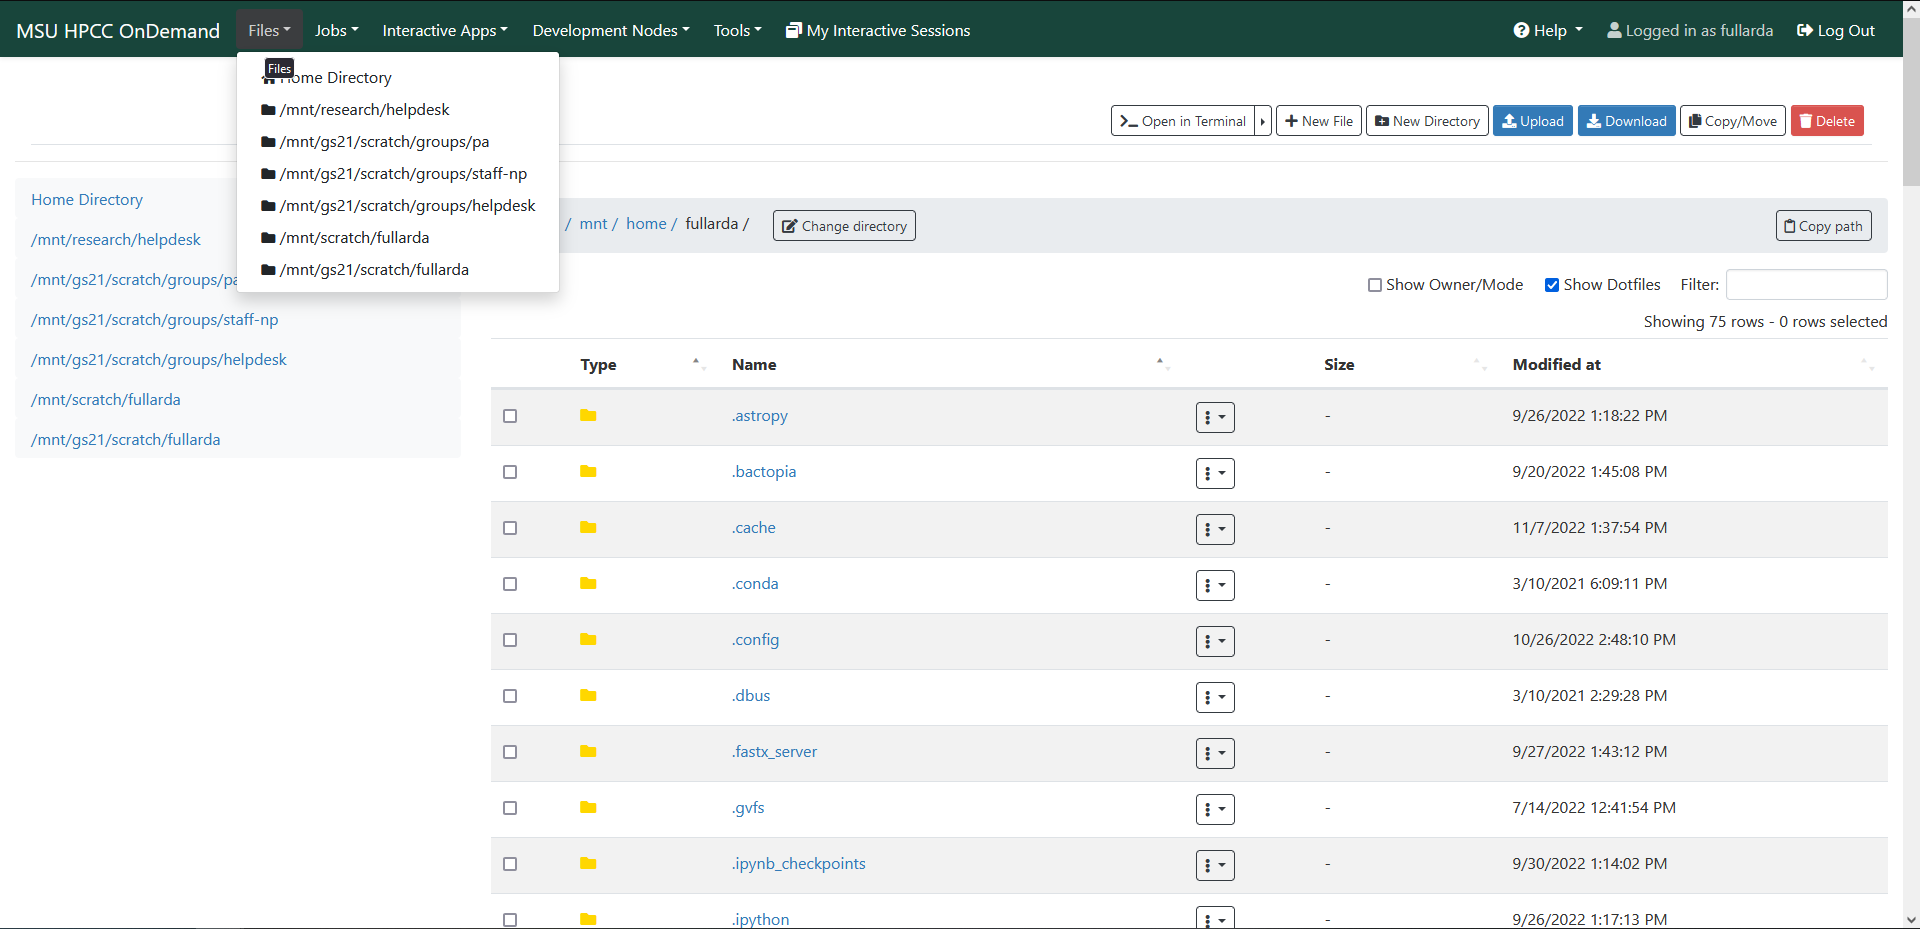 MSU HPCC OnDemand Files Jobs Interactive Apps Development Nodes Tools My Interactive Sessions Help Logged in as fullarda Log Out
Files
Home Directory
/mnt/research/helpdesk
/mnt/gs21/scratch/groups/pa
/mnt/gs21/scratch/groups/staff-np
/mnt/gs21/scratch/groups/helpdesk
/mnt/scratch/fullarda
/mnt/gs21/scratch/fullarda
Open in Terminal New File New Directory Upload Download Copy/Move Delete
Home Directory
/mnt/research/helpdesk
/mnt/gs21/scratch/groups/pa
/mnt/gs21/scratch/groups/staff-np
/mnt/gs21/scratch/groups/helpdesk
/mnt/scratch/fullarda
/mnt/gs21/scratch/fullarda
/ mnt / home / fullarda / Change directory Copy path
Show Owner/Mode Show Dotfiles Filter:
Showing 75 rows - 0 rows selected
Type Name Size Modified at
.astropy - 9/26/2022 1:18:22 PM
.bactopia - 9/20/2022 1:45:08 PM
.cache - 11/7/2022 1:37:54 PM
.conda - 3/10/2021 6:09:11 PM
.config - 10/26/2022 2:48:10 PM
.dbus - 3/10/2021 2:29:28 PM
.fastx_server - 9/27/2022 1:43:12 PM
.gvfs - 7/14/2022 12:41:54 PM
.ipynb_checkpoints - 9/30/2022 1:14:02 PM
.ipython - 9/26/2022 1:17:13 PM